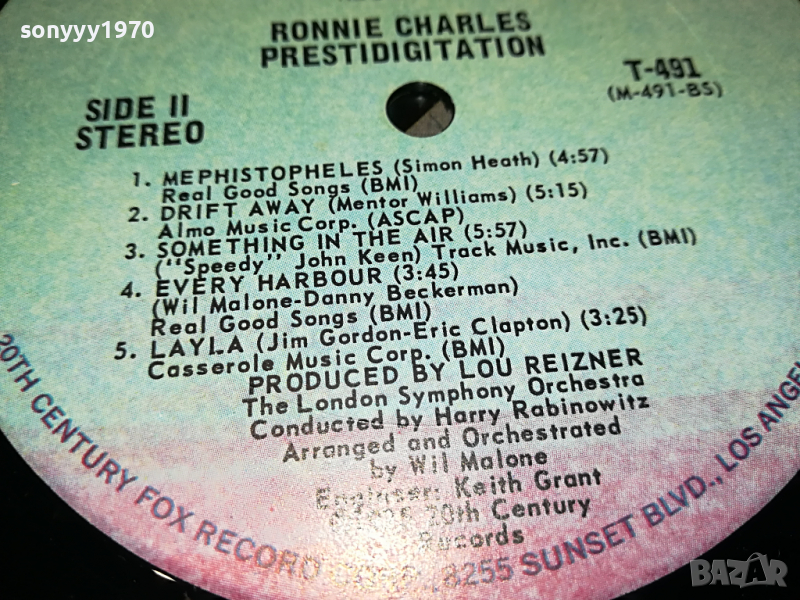 sonyyy1970
RONNIE CHARLES
PRESTIDIGITATION
SIDE II
STEREO
T-491
(M-491-BS)
1. MEPHISTOPHELES (Simon Heath) (4:57)
Real Good Songs (BMI)
2. DRIFT AWAY (Mentor Williams) (5:15)
Almo Music Corp. (ASCAP)
3. SOMETHING IN THE AIR (5:57)
("Speedy" John Keen) Track Music, Inc. (BMI)
4. EVERY HARBOUR (3:45)
(Wil Malone-Danny Beckerman)
Real Good Songs (BMI)
5. LAYLA (Jim Gordon-Eric Clapton) (3:25)
Casserole Music Corp. (BMI)
PRODUCED BY LOU REIZNER
The London Symphony Orchestra
Conducted by Harry Rabinowitz
Arranged and Orchestrated
by Wil Malone
Engineer: Keith Grant
20th Century
Records
20TH CENTURY FOX RECORD 8255 SUNSET BLVD., LOS ANGEL
BAZAR